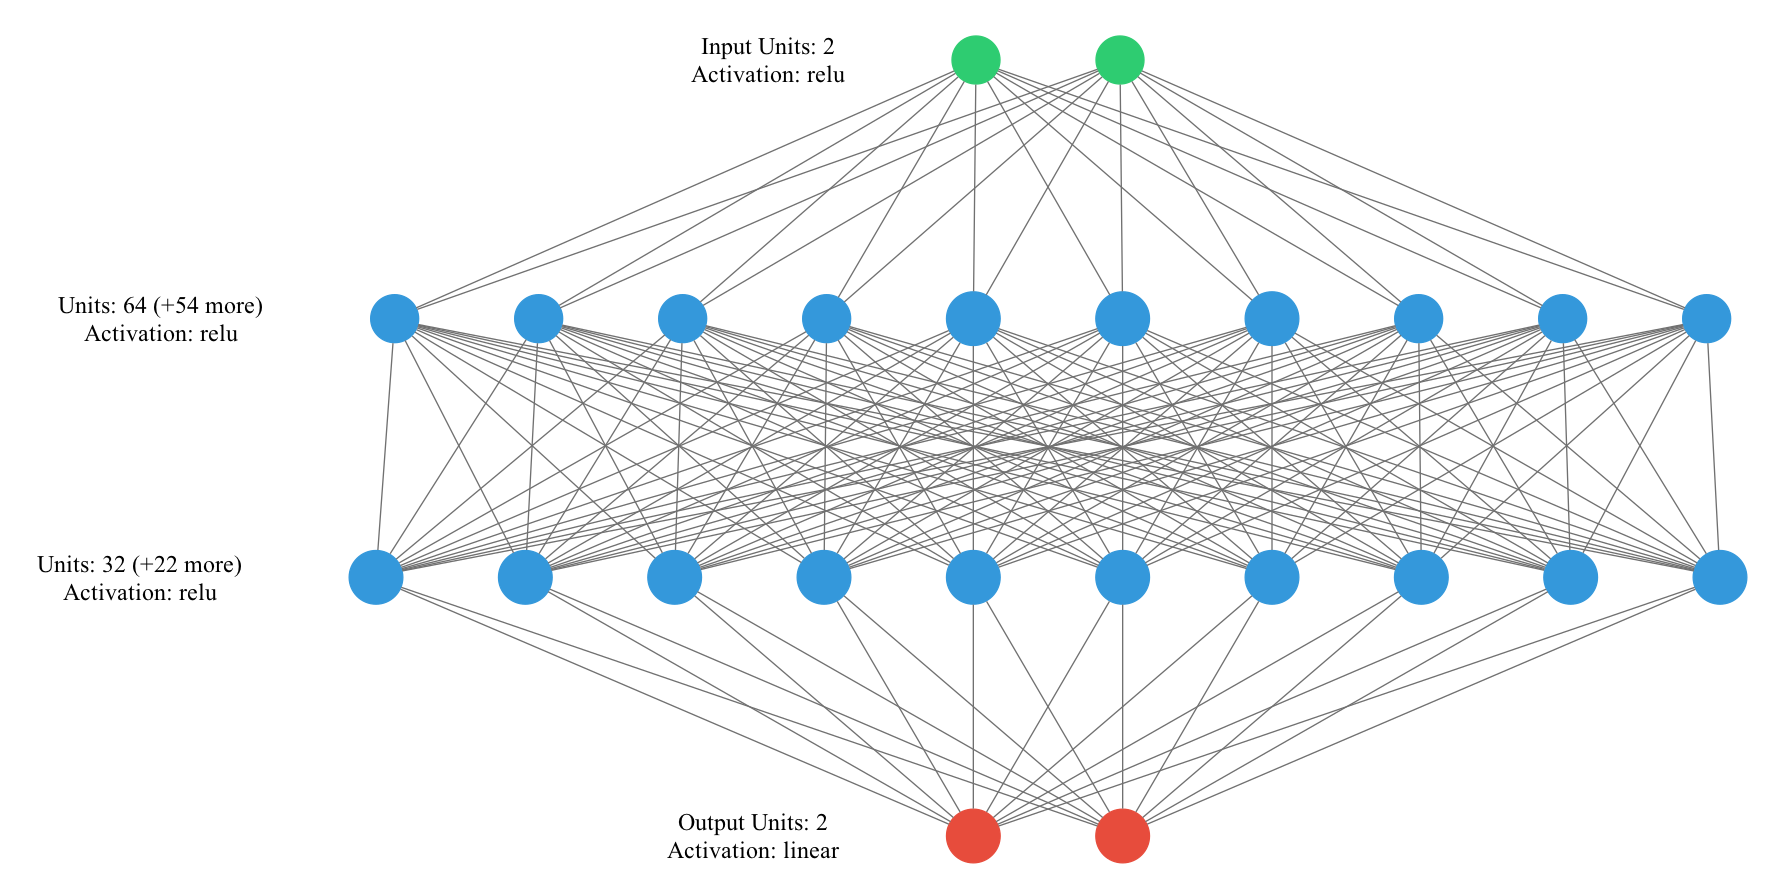 Input Units: 2
Activation: relu
Units: 64 (+54 more)
Activation: relu
Units: 32 (+22 more)
Activation: relu
Output Units: 2
Activation: linear